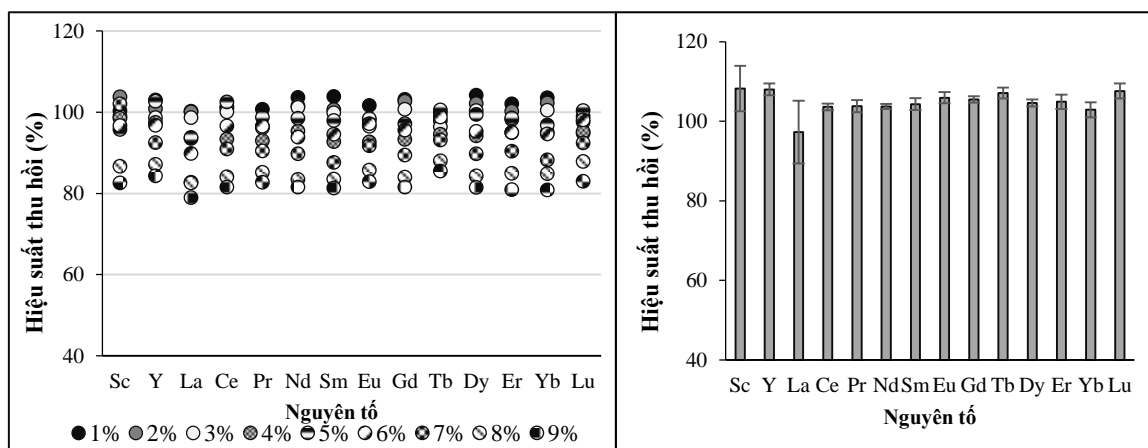 120
100
80
60
40
Hiệu suất thu hồi (%)
Sc Y La Ce Pr Nd Sm Eu Gd Tb Dy Er Yb Lu
Nguyên tố
1% 2% 3% 4% 5% 6% 7% 8% 9%
120
100
80
60
40
Hiệu suất thu hồi (%)
Sc Y La Ce Pr Nd Sm Eu Gd Tb Dy Er Yb Lu
Nguyên tố